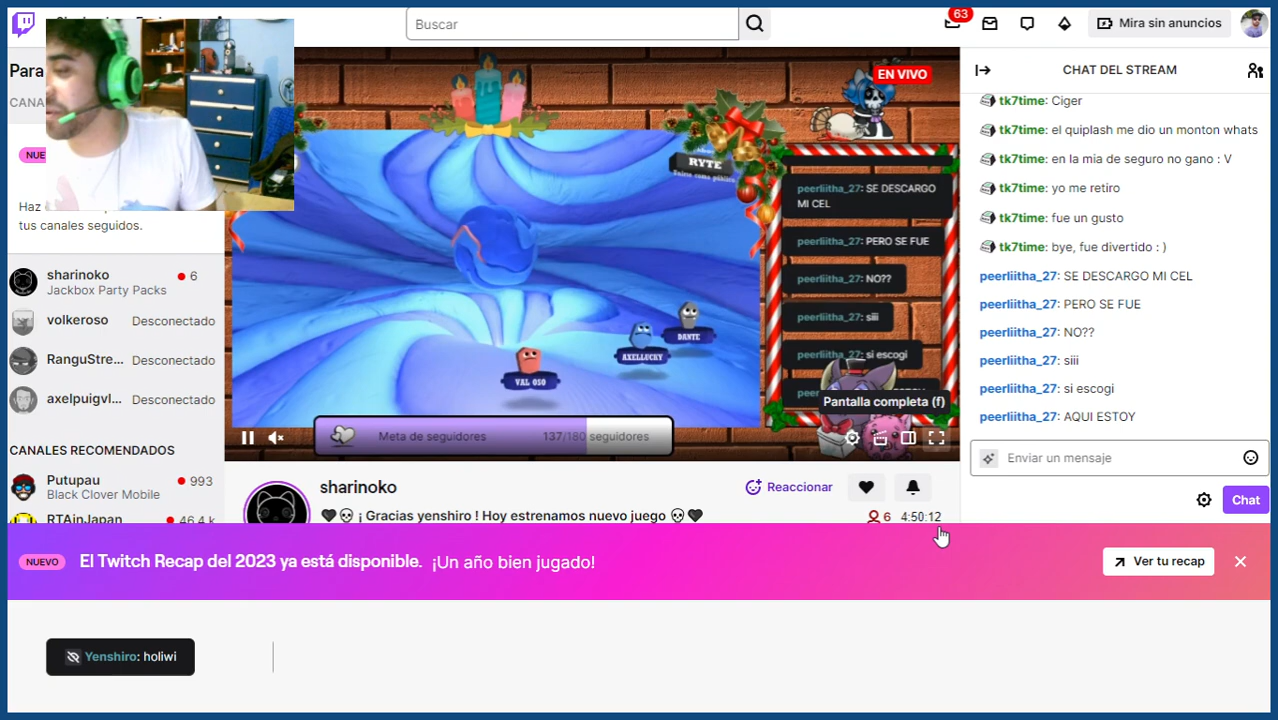 Buscar
63
Mira sin anuncios
Para
CANA
NUE
Haz
tus canales seguidos.
sharinoko
6
Jackbox Party Packs
volkeroso
Desconectado
RanguStre...
Desconectado
axelpuigvl...
Desconectado
CANALES RECOMENDADOS
Putupau
993
Black Clover Mobile
RTAinJapan
46,4 k
EN VIVO
RYTE
Únete como público
peerliitha_27: SE DESCARGO
MI CEL
peerliitha_27: PERO SE FUE
peerliitha_27: NO??
peerliitha_27: siii
peerliitha_27: si escogi
DANTE
AXELLUCKY
VAL OSO
Pantalla completa (f)
Meta de seguidores
137/180 seguidores
sharinoko
Reaccionar
¡ Gracias yenshiro ! Hoy estrenamos nuevo juego
6
4:50:12
CHAT DEL STREAM
tk7time: Ciger
tk7time: el quiplash me dio un monton whats
tk7time: en la mia de seguro no gano : V
tk7time: yo me retiro
tk7time: fue un gusto
tk7time: bye, fue divertido : )
peerliitha_27: SE DESCARGO MI CEL
peerliitha_27: PERO SE FUE
peerliitha_27: NO??
peerliitha_27: siii
peerliitha_27: si escogi
peerliitha_27: AQUI ESTOY
Enviar un mensaje
Chat
NUEVO
El Twitch Recap del 2023 ya está disponible. ¡Un año bien jugado!
Ver tu recap
Yenshiro: holiwi